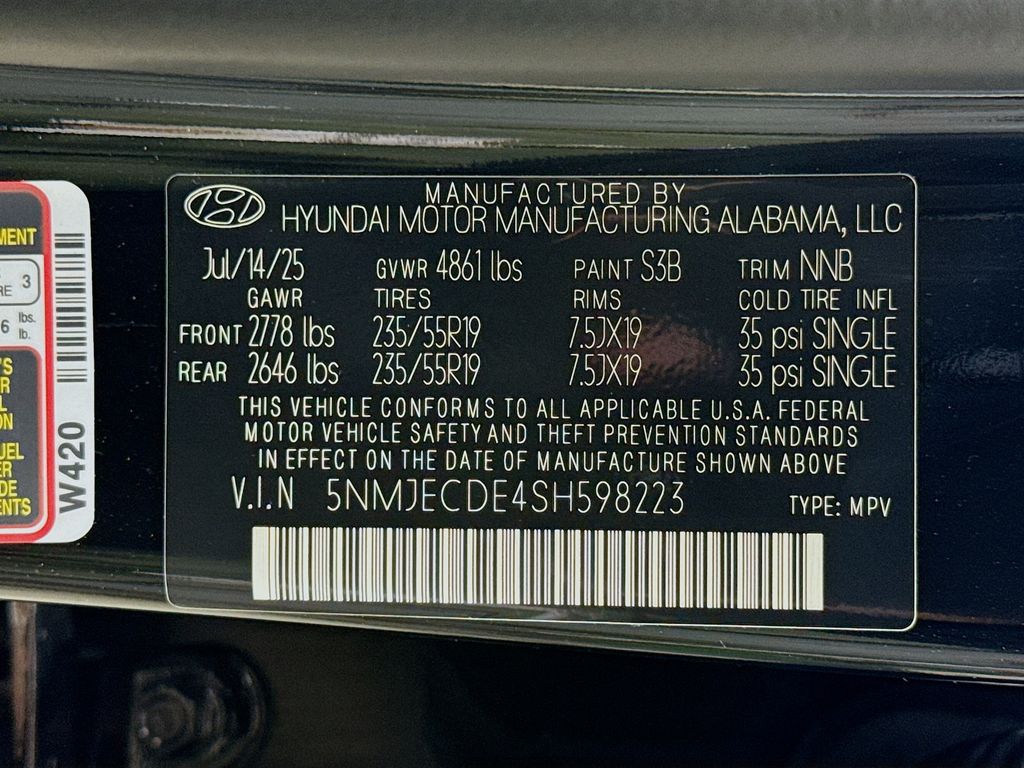 MANUFACTURED BY
HYUNDAI MOTOR MANUFACTURING ALABAMA, LLC
Jul/14/25 GVWR 4861 lbs PAINT S3B TRIM NNB
GAWR TIRES RIMS COLD TIRE INFL
FRONT 2778 lbs 235/55R19 7.5JX19 35 psi SINGLE
REAR 2646 lbs 235/55R19 7.5JX19 35 psi SINGLE
THIS VEHICLE CONFORMS TO ALL APPLICABLE U.S.A. FEDERAL
MOTOR VEHICLE SAFETY AND THEFT PREVENTION STANDARDS
IN EFFECT ON THE DATE OF MANUFACTURE SHOWN ABOVE
V.I.N 5NMJECDE4SH598223 TYPE: MPV
W420
3
6 lbs.
lb.